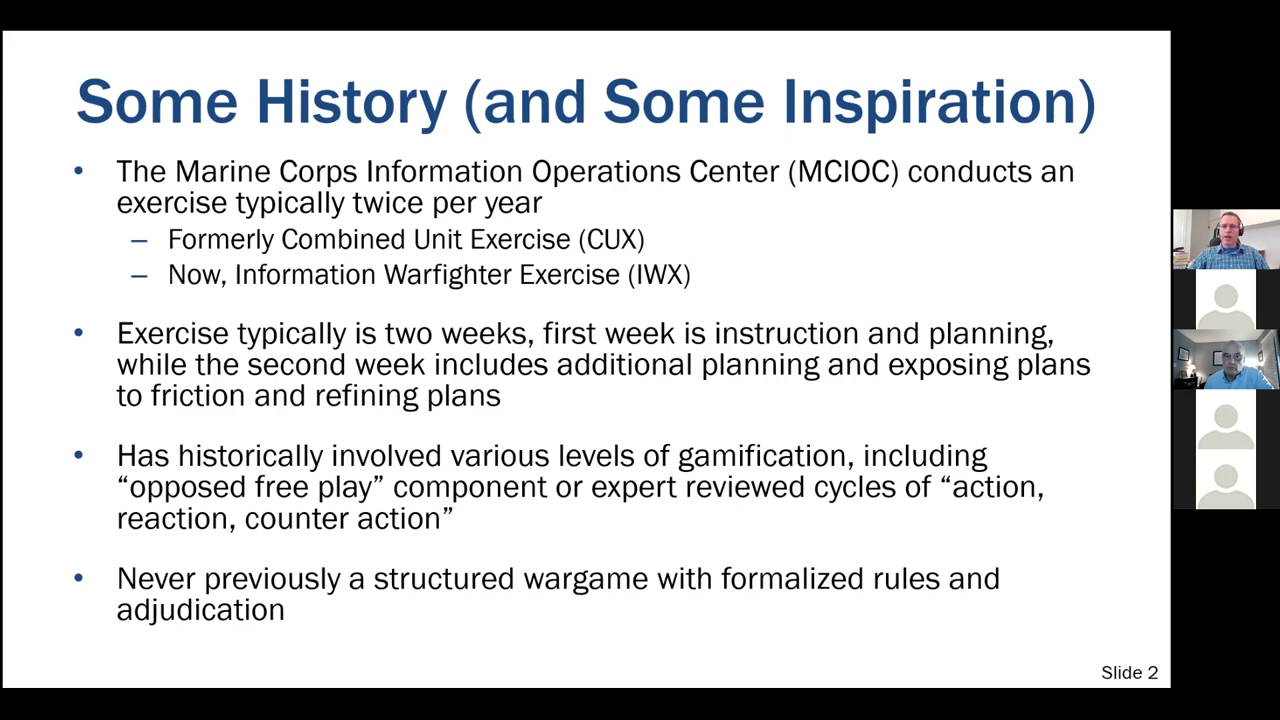 Some History (and Some Inspiration)
• The Marine Corps Information Operations Center (MCIOC) conducts an
exercise typically twice per year
– Formerly Combined Unit Exercise (CUX)
– Now, Information Warfighter Exercise (IWX)
• Exercise typically is two weeks, first week is instruction and planning,
while the second week includes additional planning and exposing plans
to friction and refining plans
• Has historically involved various levels of gamification, including
“opposed free play” component or expert reviewed cycles of “action,
reaction, counter action”
• Never previously a structured wargame with formalized rules and
adjudication
Slide 2